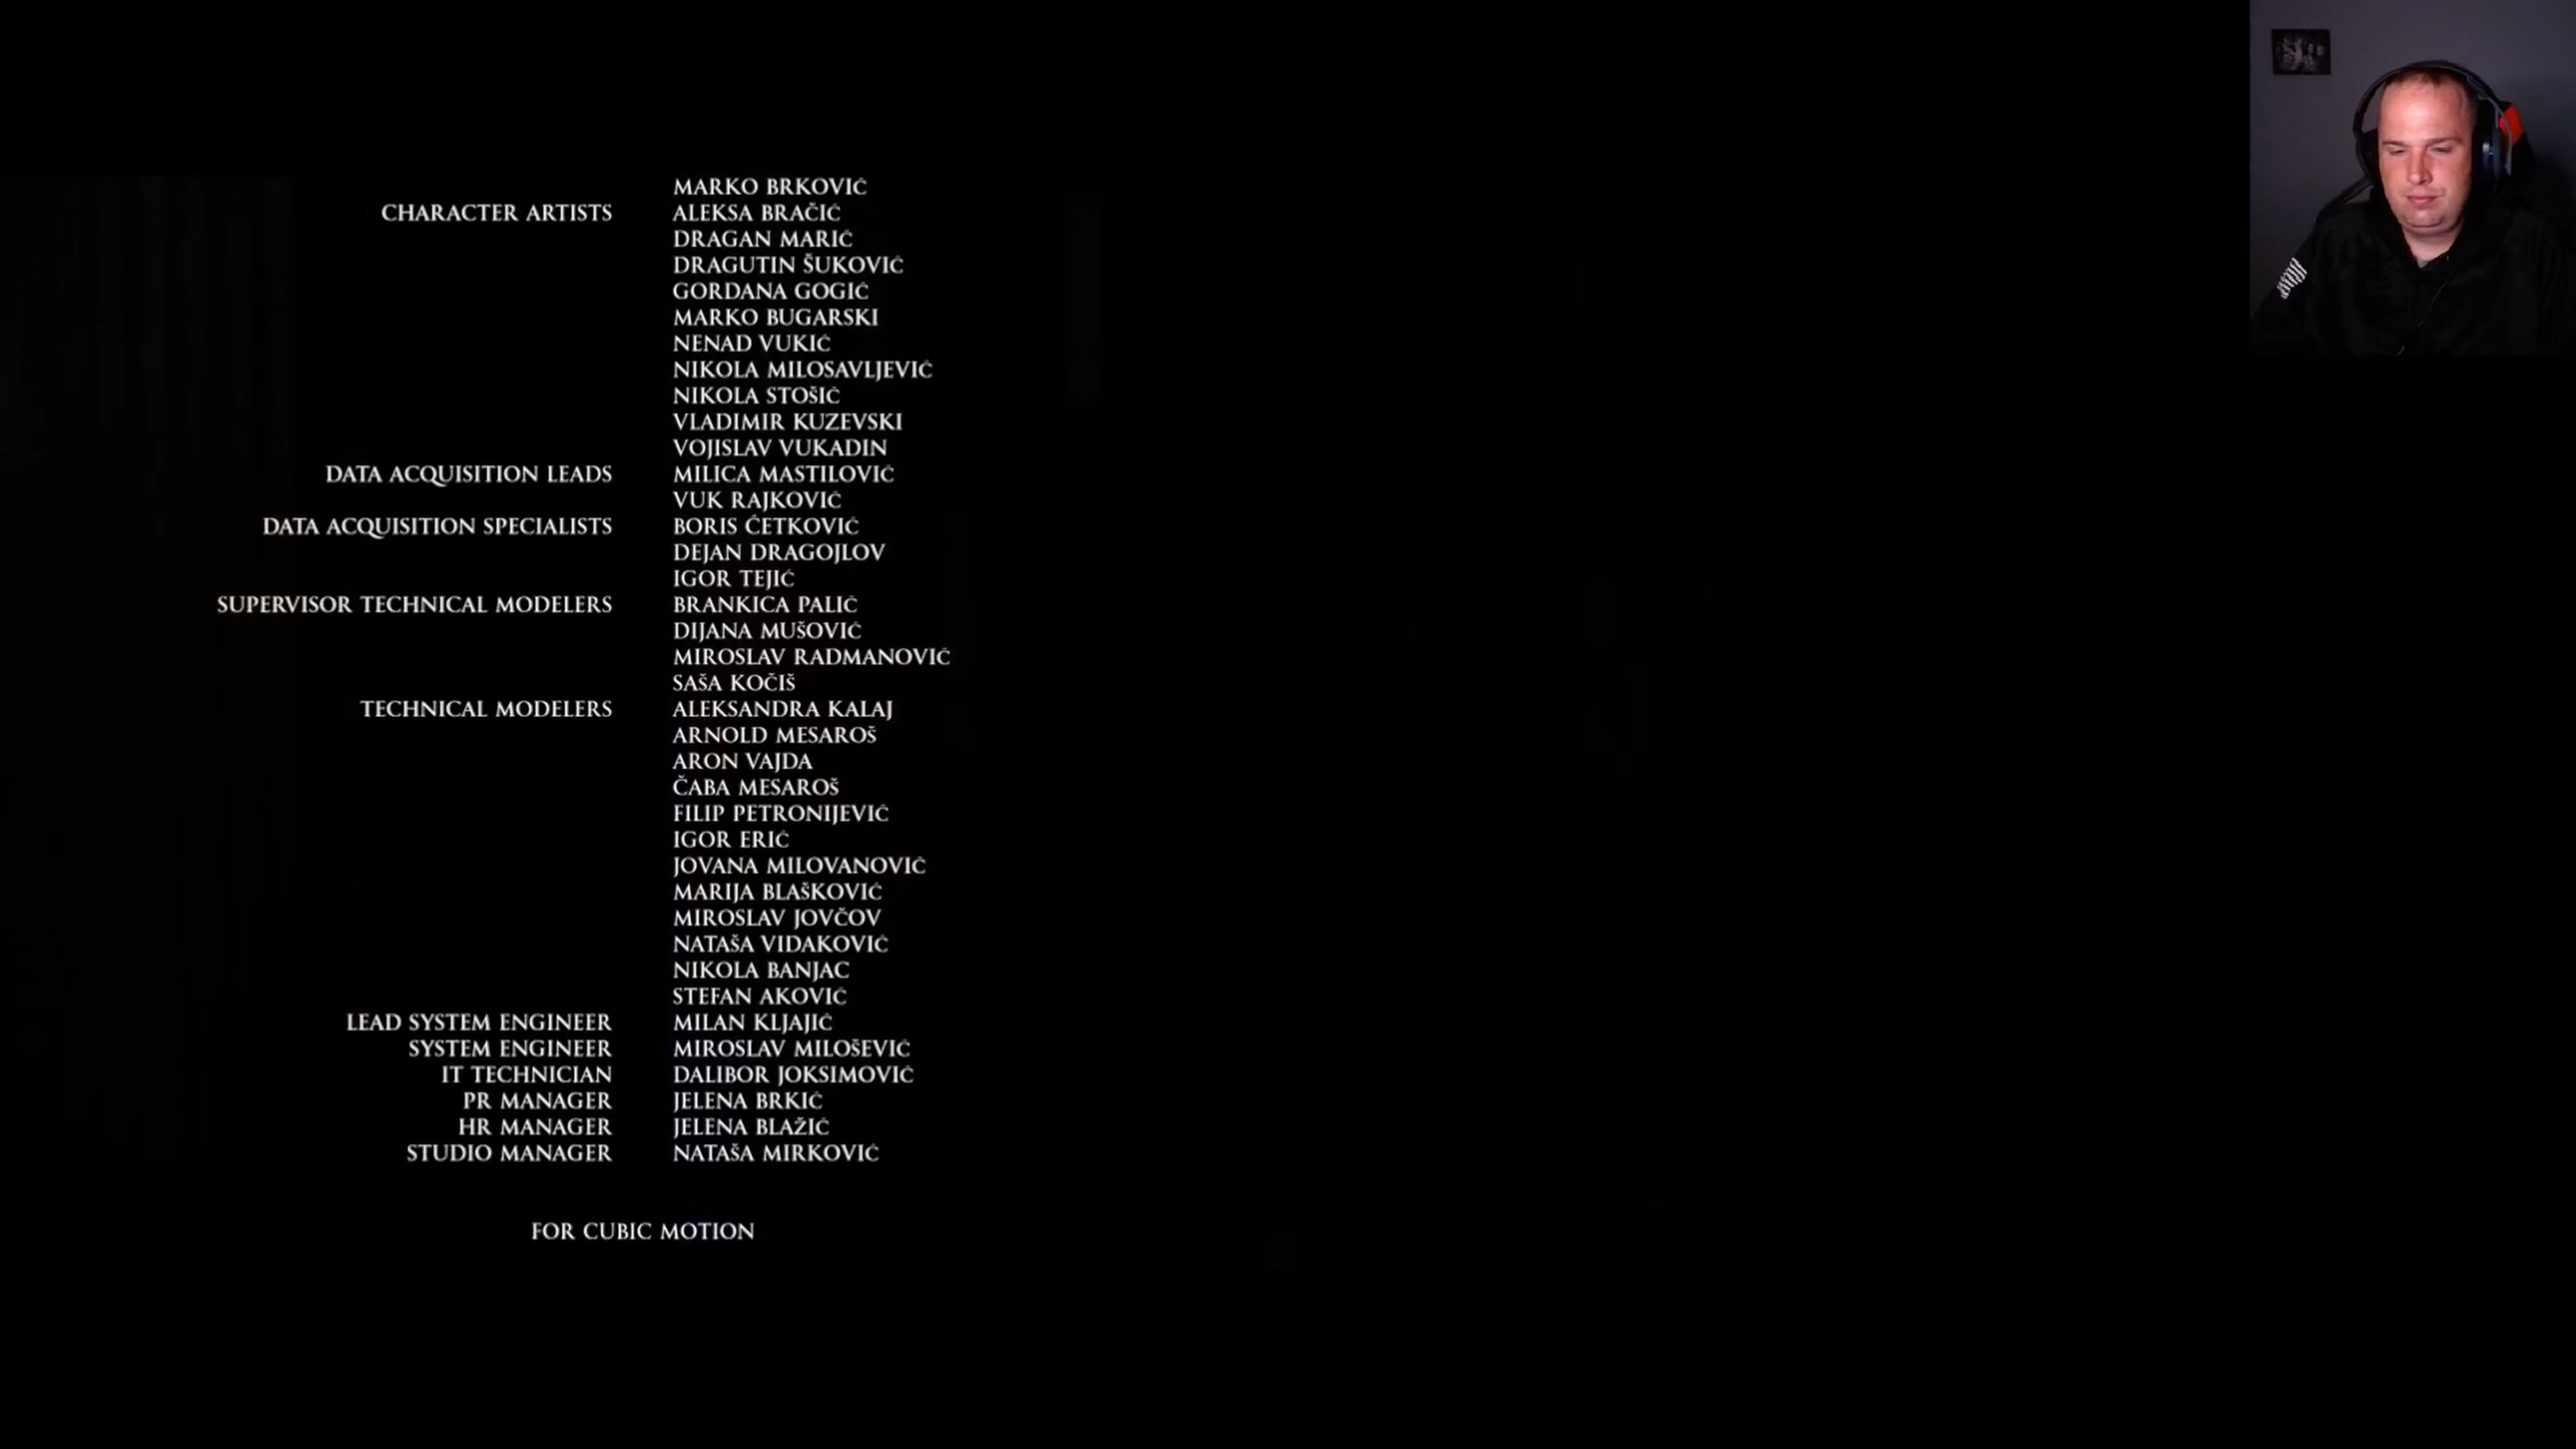 MARKO BRKOVIĆ
CHARACTER ARTISTS ALEKSA BRAČIĆ
DRAGAN MARIĆ
DRAGUTIN ŠUKOVIĆ
GORDANA GOGIĆ
MARKO BUGARSKI
NENAD VUKIĆ
NIKOLA MILOSAVLJEVIĆ
NIKOLA STOŠIĆ
VLADIMIR KUZEVSKI
VOJISLAV VUKADIN
DATA ACQUISITION LEADS MILICA MASTILOVIĆ
VUK RAJKOVIĆ
DATA ACQUISITION SPECIALISTS BORIS ĆETKOVIĆ
DEJAN DRAGOJLOV
IGOR TEJIĆ
SUPERVISOR TECHNICAL MODELERS BRANKICA PALIĆ
DIJANA MUŠOVIĆ
MIROSLAV RADMANOVIĆ
SAŠA KOČIŠ
TECHNICAL MODELERS ALEKSANDRA KALAJ
ARNOLD MESAROŠ
ARON VAJDA
ČABA MESAROŠ
FILIP PETRONIJEVIĆ
IGOR ERIĆ
JOVANA MILOVANOVIĆ
MARIJA BLAŠKOVIĆ
MIROSLAV JOVČOV
NATAŠA VIDAKOVIĆ
NIKOLA BANJAC
STEFAN AKOVIĆ
LEAD SYSTEM ENGINEER MILAN KLJAJIĆ
SYSTEM ENGINEER MIROSLAV MILOŠEVIĆ
IT TECHNICIAN DALIBOR JOKSIMOVIĆ
PR MANAGER JELENA BRKIĆ
HR MANAGER JELENA BLAŽIĆ
STUDIO MANAGER NATAŠA MIRKOVIĆ
FOR CUBIC MOTION